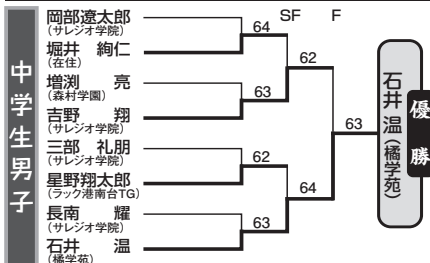 中学生男子
SF F
岡部遼太郎
(サレジオ学院)
堀井 絢仁
(在住)
増渕 亮
(森村学園)
吉野 翔
(サレジオ学院)
三部 礼朋
(サレジオ学院)
星野翔太郎
(ラック港南台TG)
長南 耀
(サレジオ学院)
石井 温
(橘学苑)
64
63
62
63
62
64
63
石井 温(橘学苑)
優勝